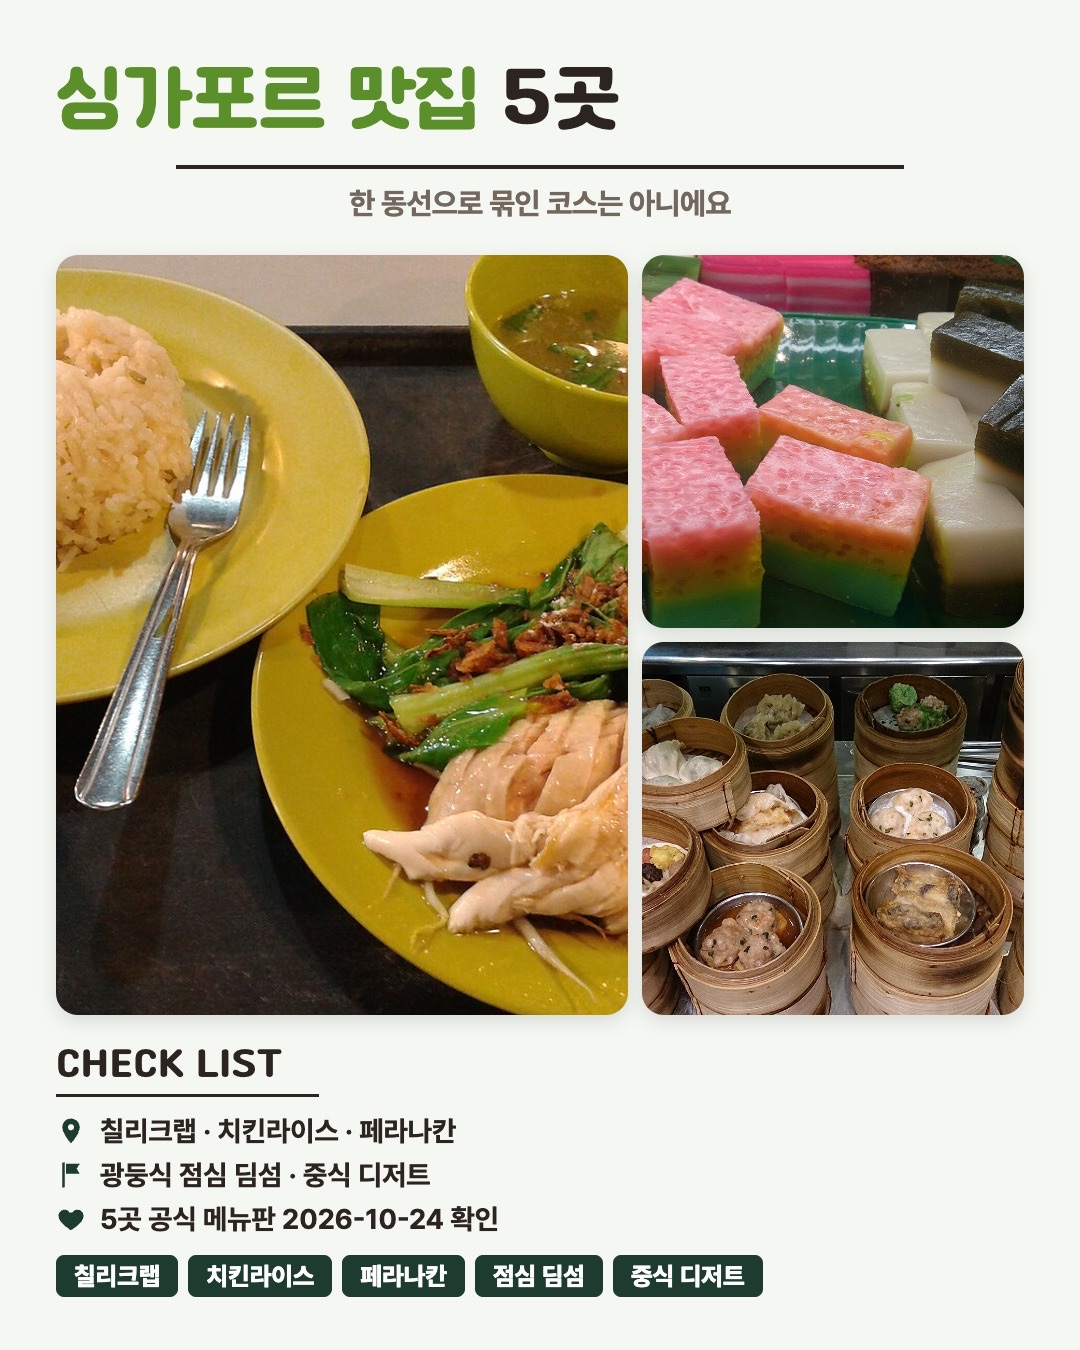 싱가포르 맛집 5곳
한 동선으로 묶인 코스는 아니에요
CHECK LIST
칠리크랩 · 치킨라이스 · 페라나칸
광둥식 점심 딤섬 · 중식 디저트
5곳 공식 메뉴판 2026-10-24 확인
칠리크랩 치킨라이스 페라나칸 점심 딤섬 중식 디저트